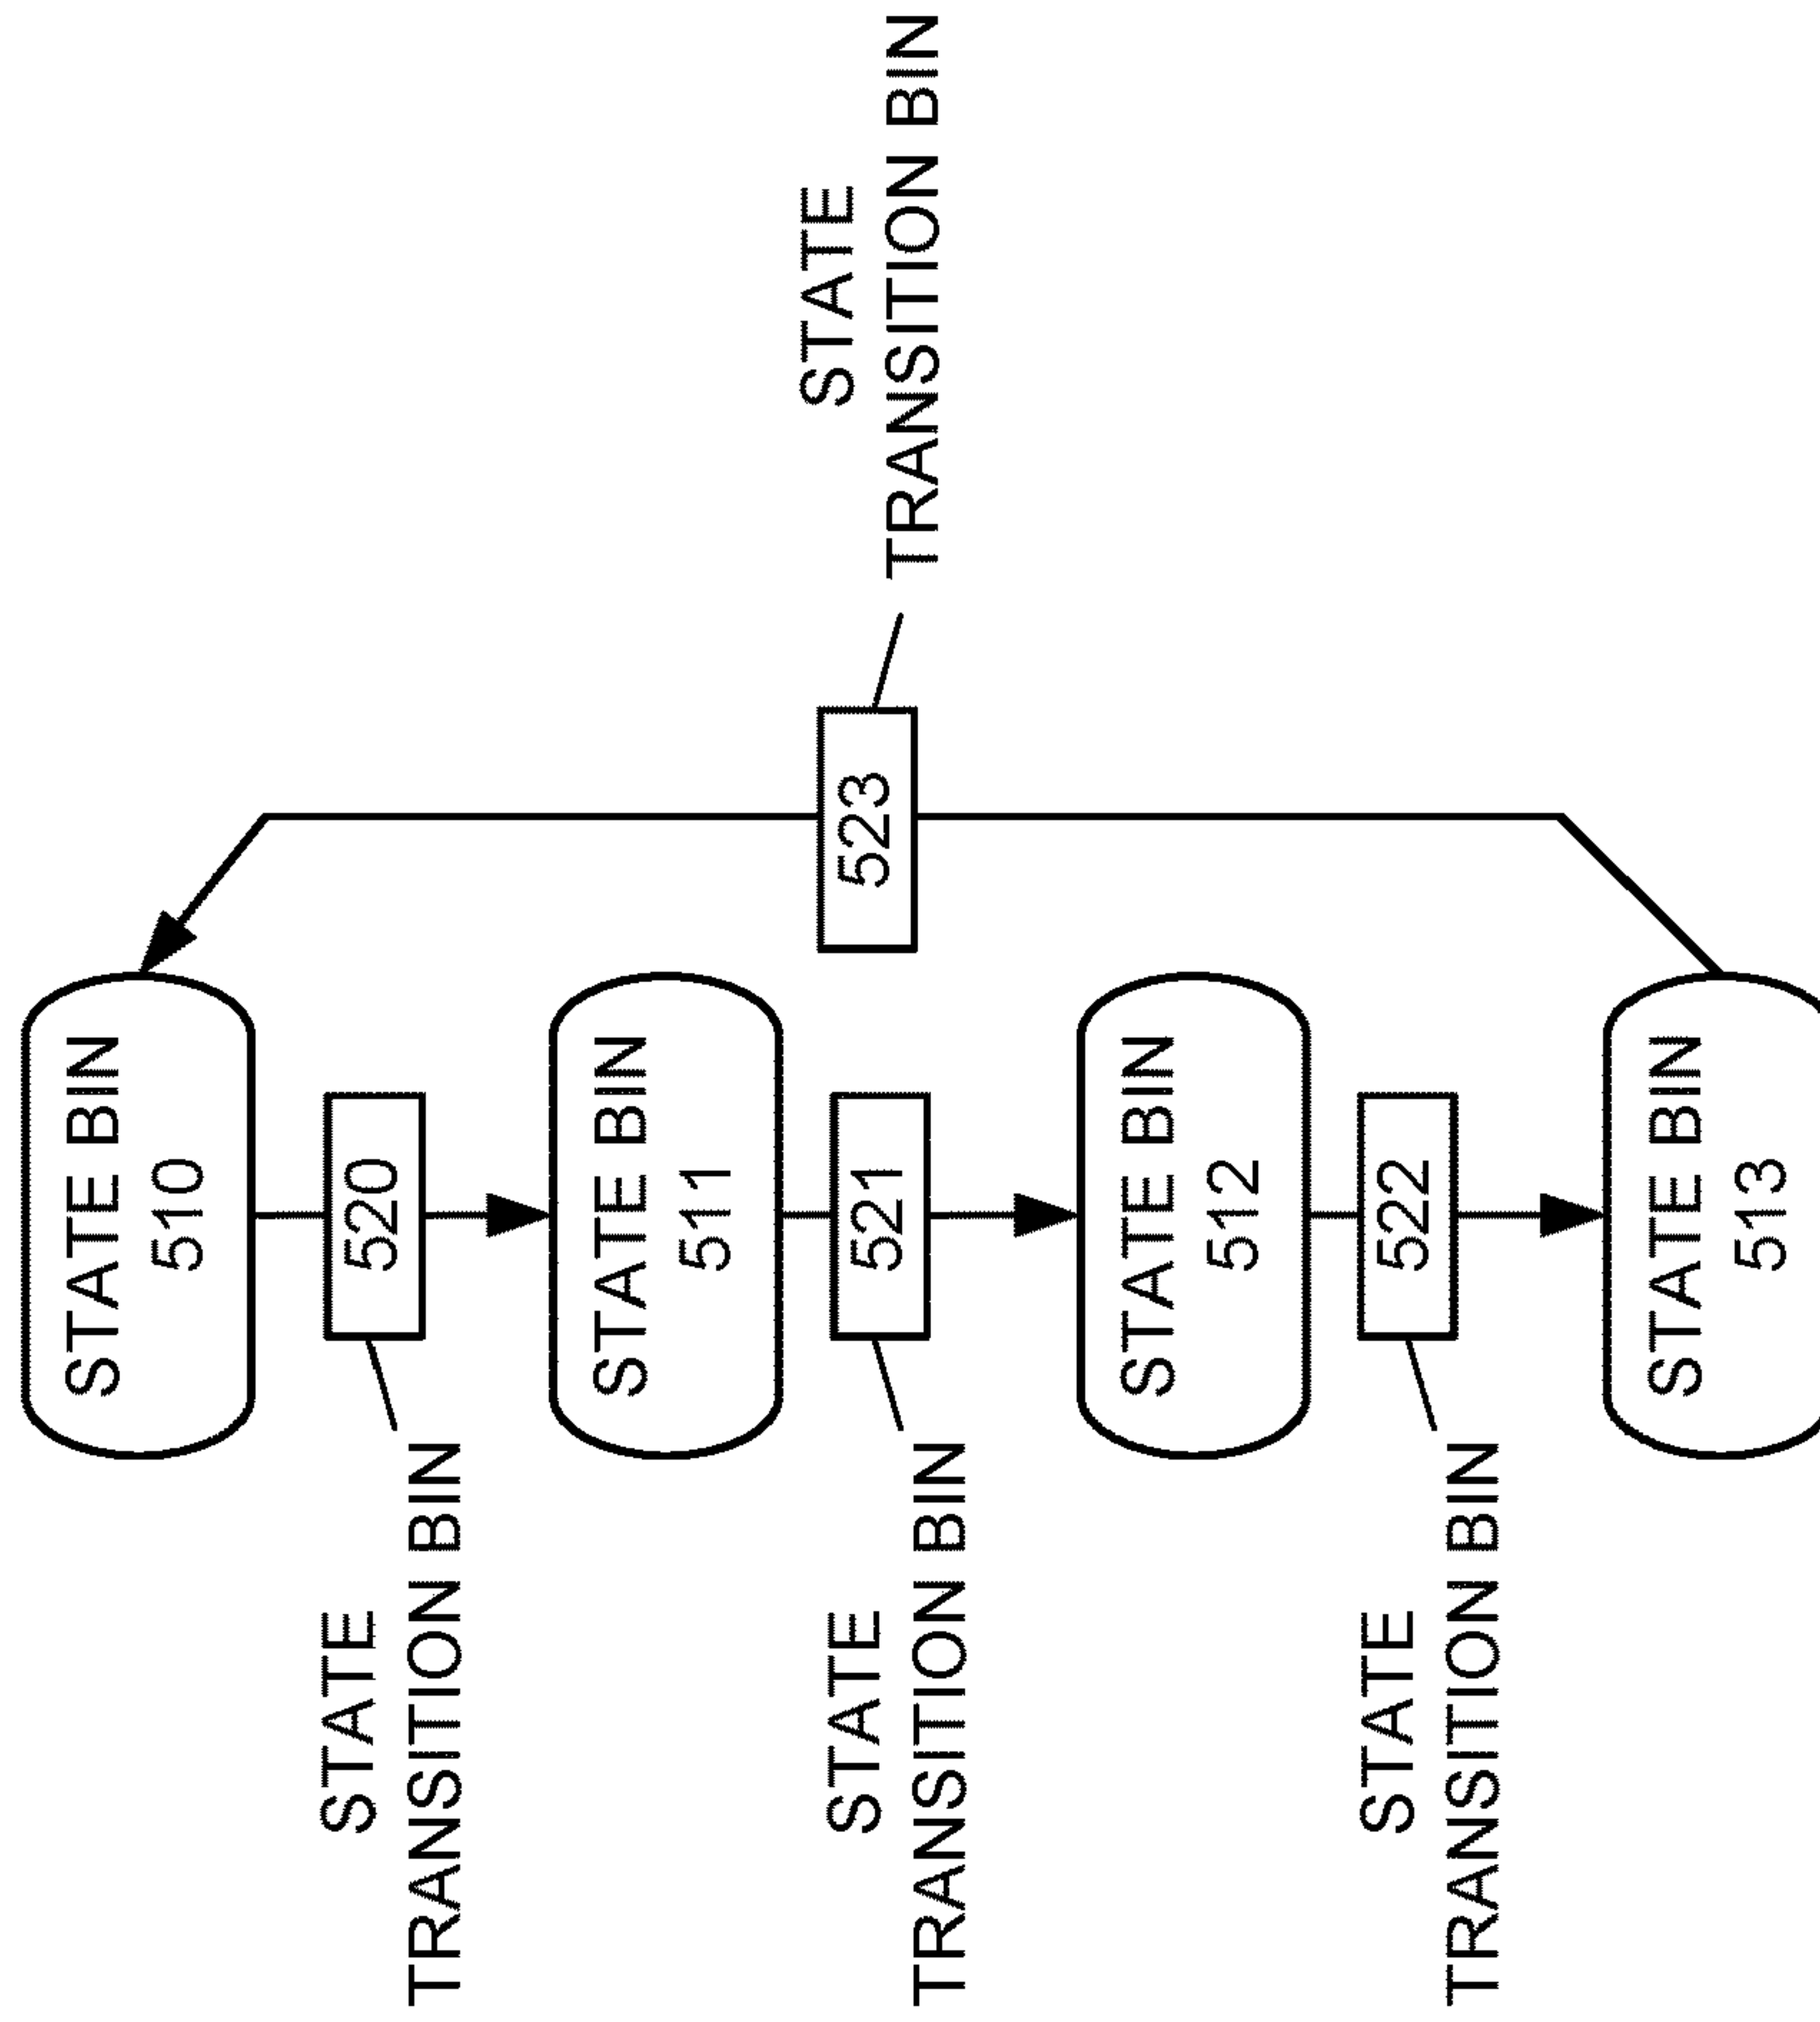 STATE BIN
510
520
STATE
TRANSITION BIN
STATE BIN
511
521
STATE
TRANSITION BIN
523
STATE
TRANSITION BIN
STATE BIN
512
522
STATE
TRANSITION BIN
STATE BIN
513